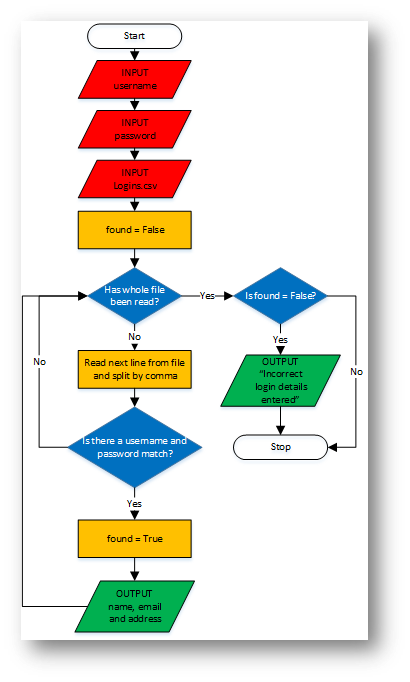 Start
INPUT
username
INPUT
password
INPUT
Logins.csv
found = False
Has whole file
been read?
Yes
Is found = False?
No
Yes
No
Read next line from file
and split by comma
OUTPUT
"Incorrect
login details
entered"
No
Is there a username and
password match?
Stop
Yes
found = True
OUTPUT
name, email
and address